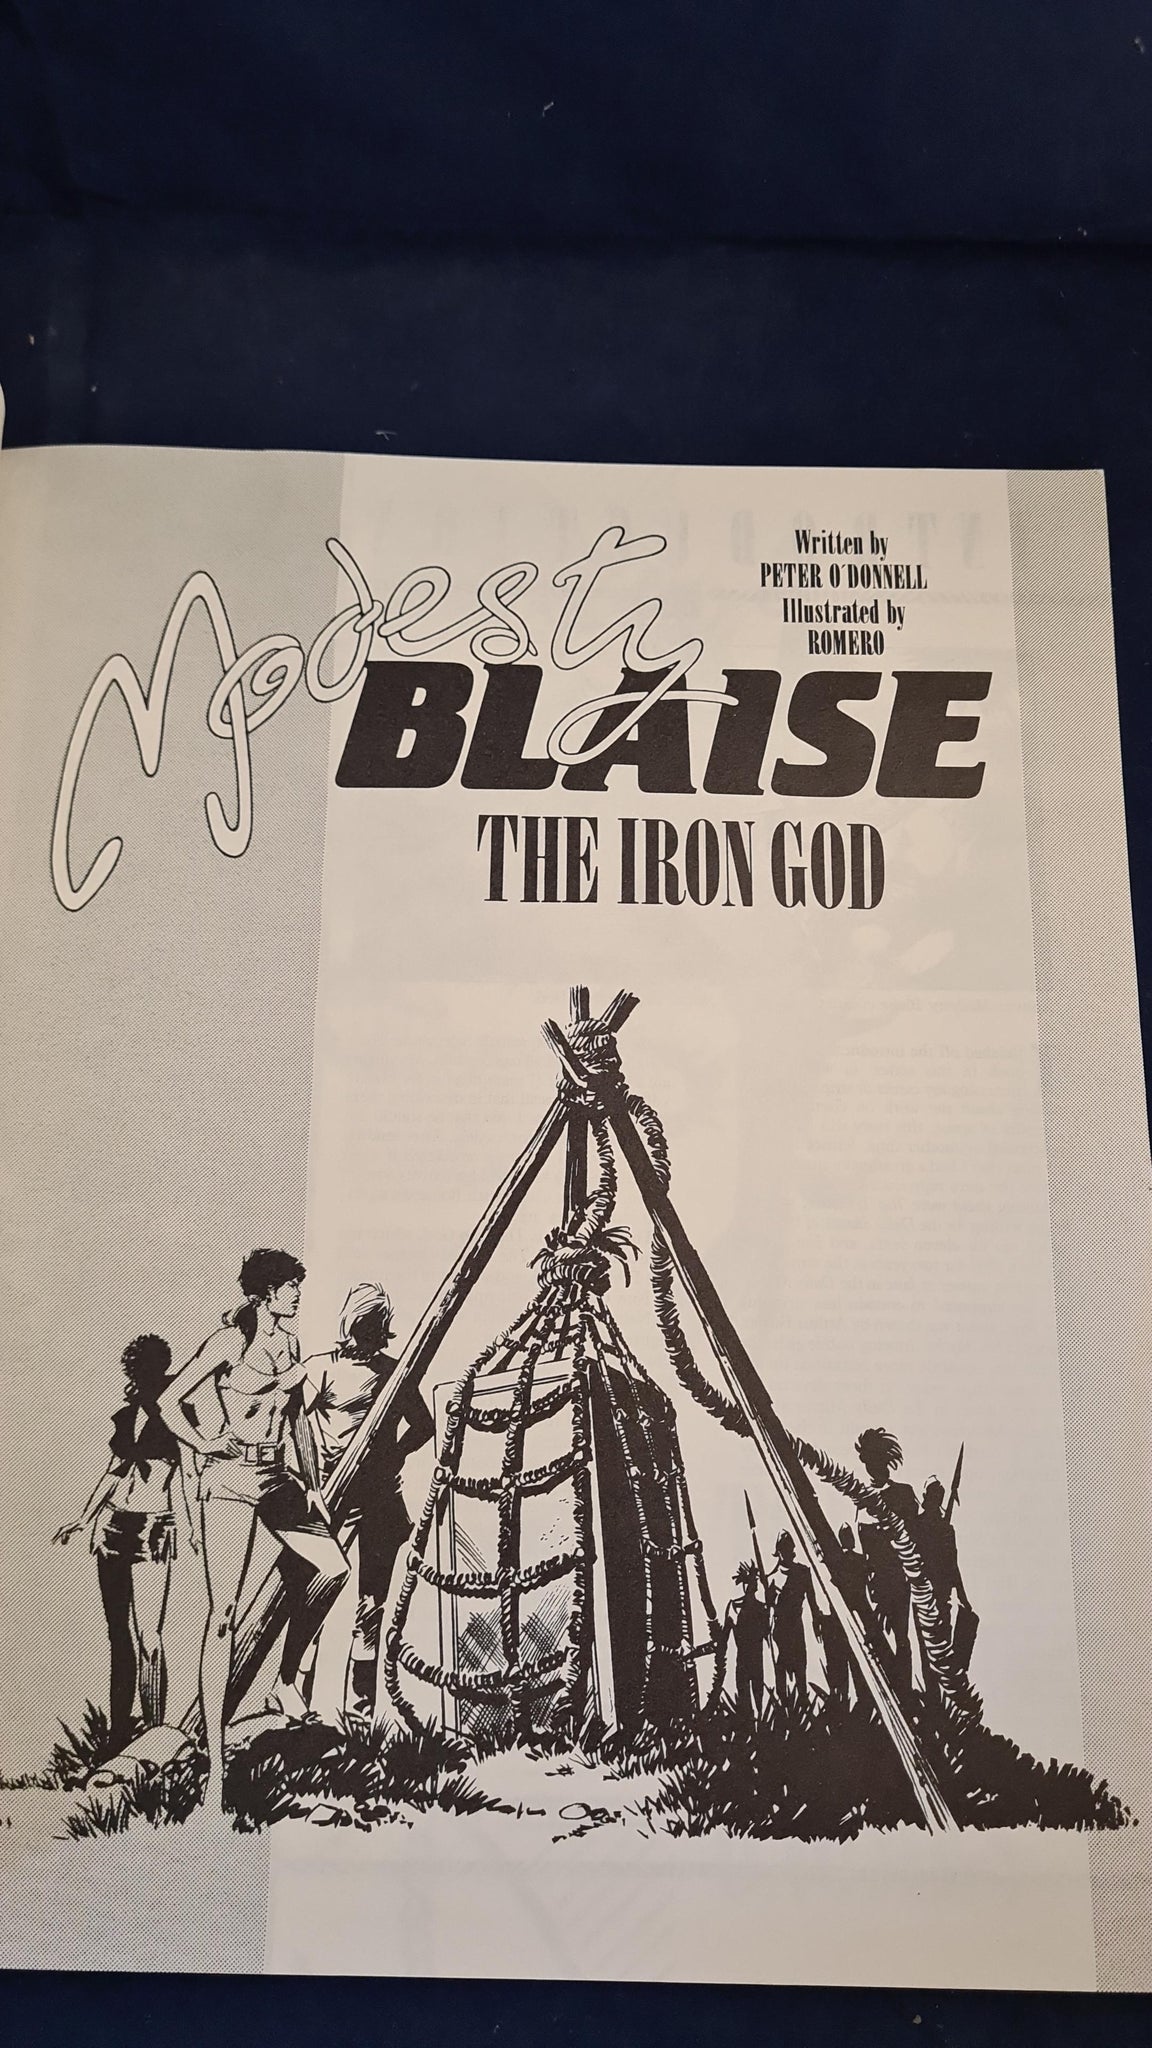 Written by
PETER O'DONNELL
Illustrated by
ROMERO
Modesty
BLAISE
THE IRON GOD